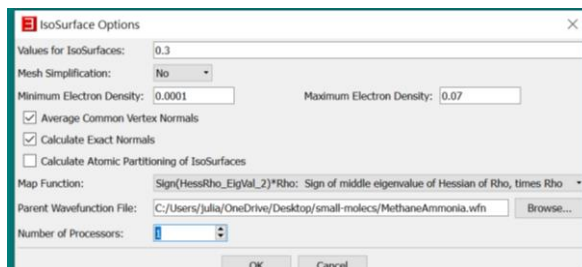 IsoSurface Options
Values for IsoSurfaces: 0.3
Mesh Simplification: No
Minimum Electron Density: 0.0001 Maximum Electron Density: 0.07
Average Common Vertex Normals
Calculate Exact Normals
Calculate Atomic Partitioning of IsoSurfaces
Map Function: Sign(HessRho_EigVal_2)*Rho: Sign of middle eigenvalue of Hessian of Rho, times Rho
Parent Wavefunction File: C:/Users/julia/OneDrive/Desktop/small-molecs/MethaneAmmonia.wfn Browse...
Number of Processors: 1
OK Cancel